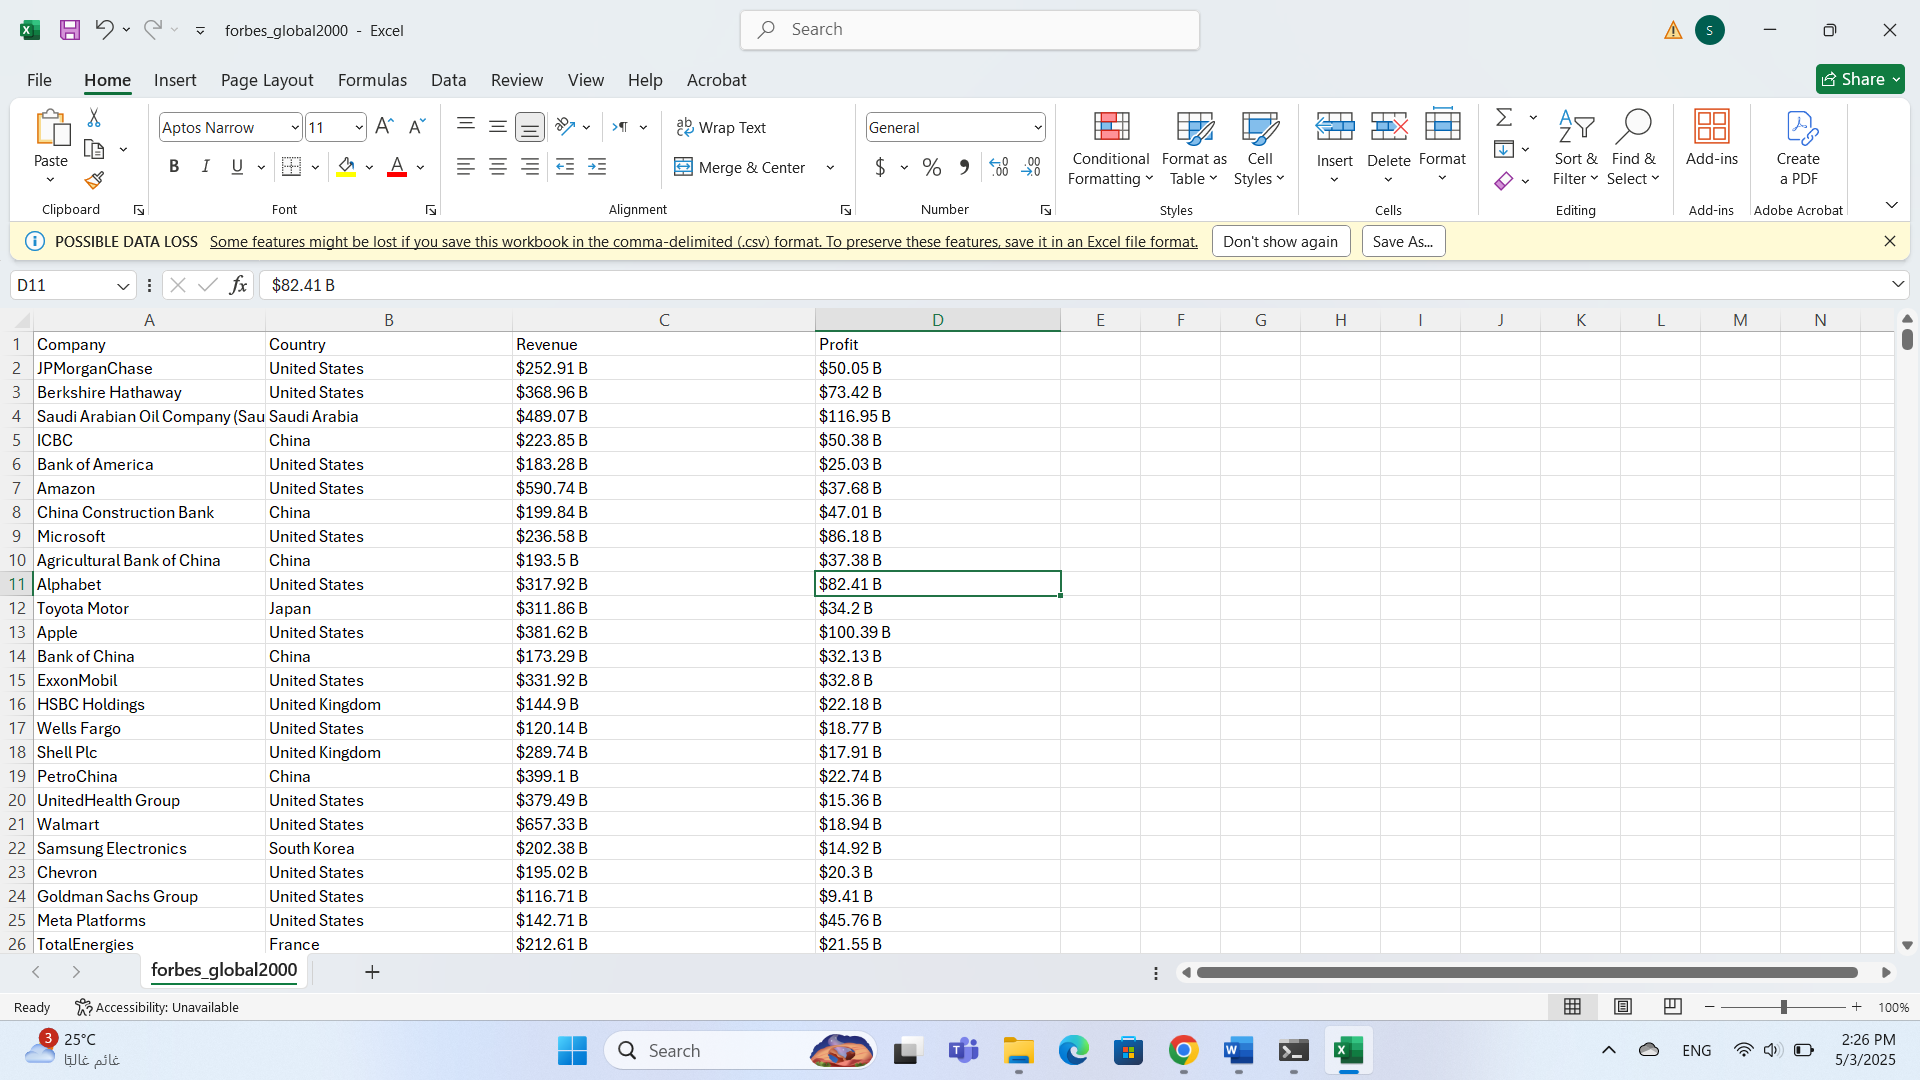 forbes_global2000 - Excel
Search
S
File Home Insert Page Layout Formulas Data Review View Help Acrobat
Share
Paste
Clipboard
Aptos Narrow 11
B I U
Font
Wrap Text
Merge & Center
Alignment
General
$ % ,
Number
Conditional Formatting
Format as Table
Cell Styles
Styles
Insert
Delete
Format
Cells
Sort & Filter
Find & Select
Editing
Add-ins
Add-ins
Create a PDF
Adobe Acrobat
POSSIBLE DATA LOSS Some features might be lost if you save this workbook in the comma-delimited (.csv) format. To preserve these features, save it in an Excel file format. Don't show again Save As...
D11 fx $82.41 B
A B C D E F G H I J K L M N
1 Company Country Revenue Profit
2 JPMorganChase United States $252.91 B $50.05 B
3 Berkshire Hathaway United States $368.96 B $73.42 B
4 Saudi Arabian Oil Company (Sau Saudi Arabia $489.07 B $116.95 B
5 ICBC China $223.85 B $50.38 B
6 Bank of America United States $183.28 B $25.03 B
7 Amazon United States $590.74 B $37.68 B
8 China Construction Bank China $199.84 B $47.01 B
9 Microsoft United States $236.58 B $86.18 B
10 Agricultural Bank of China China $193.5 B $37.38 B
11 Alphabet United States $317.92 B $82.41 B
12 Toyota Motor Japan $311.86 B $34.2 B
13 Apple United States $381.62 B $100.39 B
14 Bank of China China $173.29 B $32.13 B
15 ExxonMobil United States $331.92 B $32.8 B
16 HSBC Holdings United Kingdom $144.9 B $22.18 B
17 Wells Fargo United States $120.14 B $18.77 B
18 Shell Plc United Kingdom $289.74 B $17.91 B
19 PetroChina China $399.1 B $22.74 B
20 UnitedHealth Group United States $379.49 B $15.36 B
21 Walmart United States $657.33 B $18.94 B
22 Samsung Electronics South Korea $202.38 B $14.92 B
23 Chevron United States $195.02 B $20.3 B
24 Goldman Sachs Group United States $116.71 B $9.41 B
25 Meta Platforms United States $142.71 B $45.76 B
26 TotalEnergies France $212.61 B $21.55 B
forbes_global2000
Ready Accessibility: Unavailable 100%
3 25°C
غائم غالبًا
Search
ENG
2:26 PM
5/3/2025